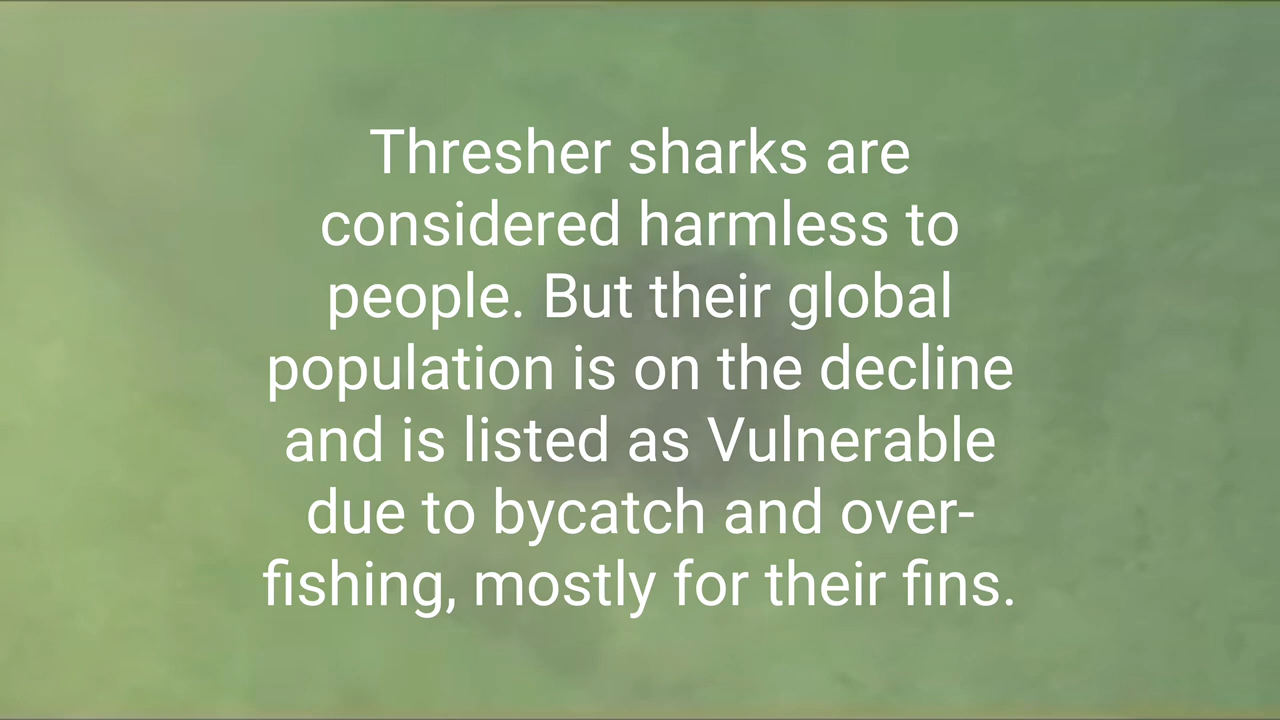 Thresher sharks are
considered harmless to
people. But their global
population is on the decline
and is listed as Vulnerable
due to bycatch and over-
fishing, mostly for their fins.